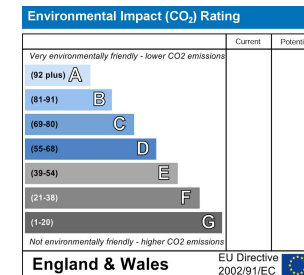 Environmental Impact (CO₂) Rating
Current Potenti
Very environmentally friendly - lower CO2 emissions
(92 plus) A
(81-91) B
(69-80) C
(55-68) D
(39-54) E
(21-38) F
(1-20) G
Not environmentally friendly - higher CO2 emissions
England & Wales
EU Directive
2002/91/EC